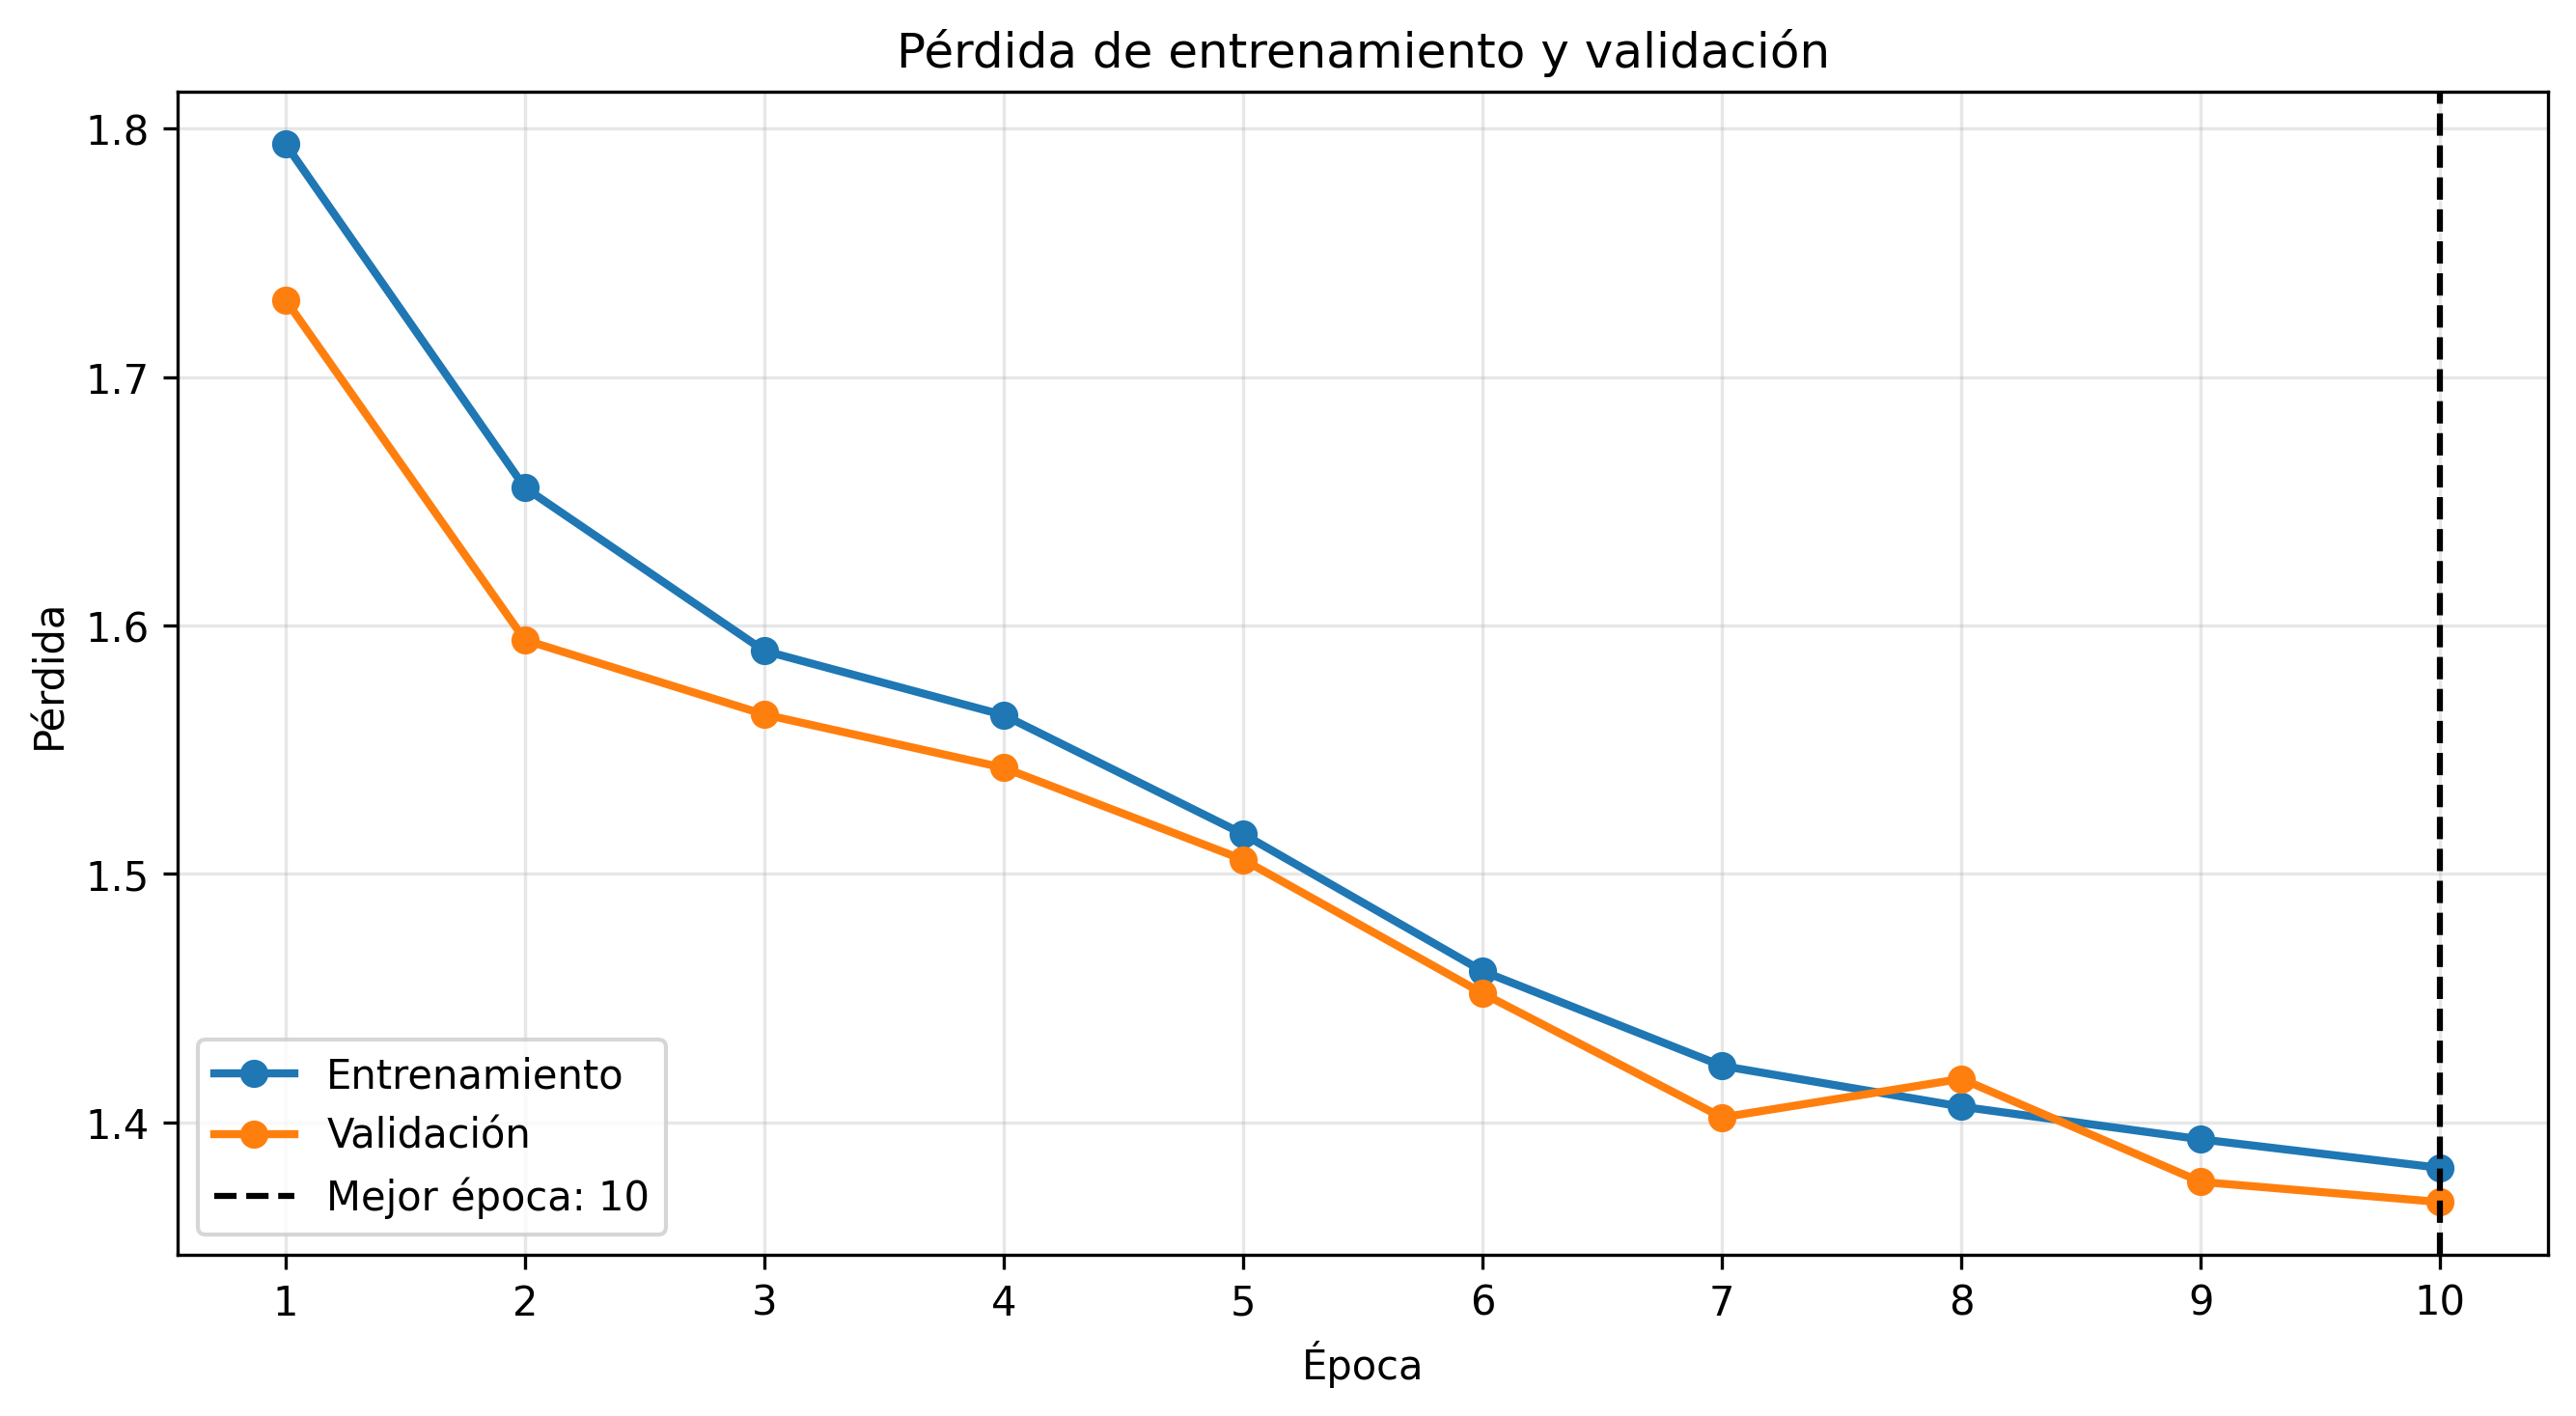 Pérdida de entrenamiento y validación
Pérdida
1.8
1.7
1.6
1.5
1.4
Entrenamiento
Validación
Mejor época: 10
1 2 3 4 5 6 7 8 9 10
Época